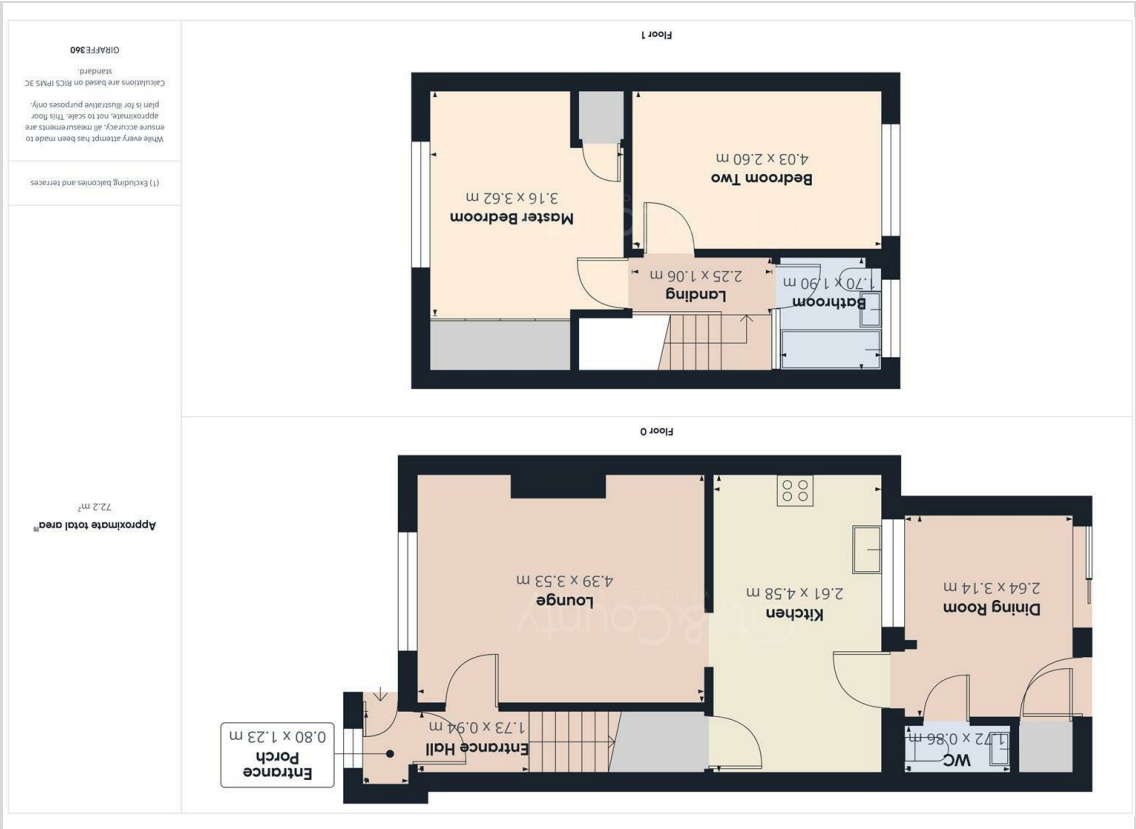 WC
1.72 x 0.86 m
Entrance Hall
1.73 x 0.94 m
Entrance
Porch
0.80 x 1.23 m
Dining Room
2.64 x 3.14 m
Kitchen
2.61 x 4.58 m
Lounge
4.39 x 3.53 m
City&County
Floor 0
Bathroom
1.70 x 1.90 m
Landing
2.25 x 1.06 m
Master Bedroom
3.16 x 3.62 m
Bedroom Two
4.03 x 2.60 m
Floor 1
Approximate total area(1)
72.2 m²
(1) Excluding balconies and terraces
While every attempt has been made to
ensure accuracy, all measurements are
approximate, not to scale. This floor
plan is for illustrative purposes only.
Calculations are based on RICS IPMS 3C
standard.
GIRAFFE360